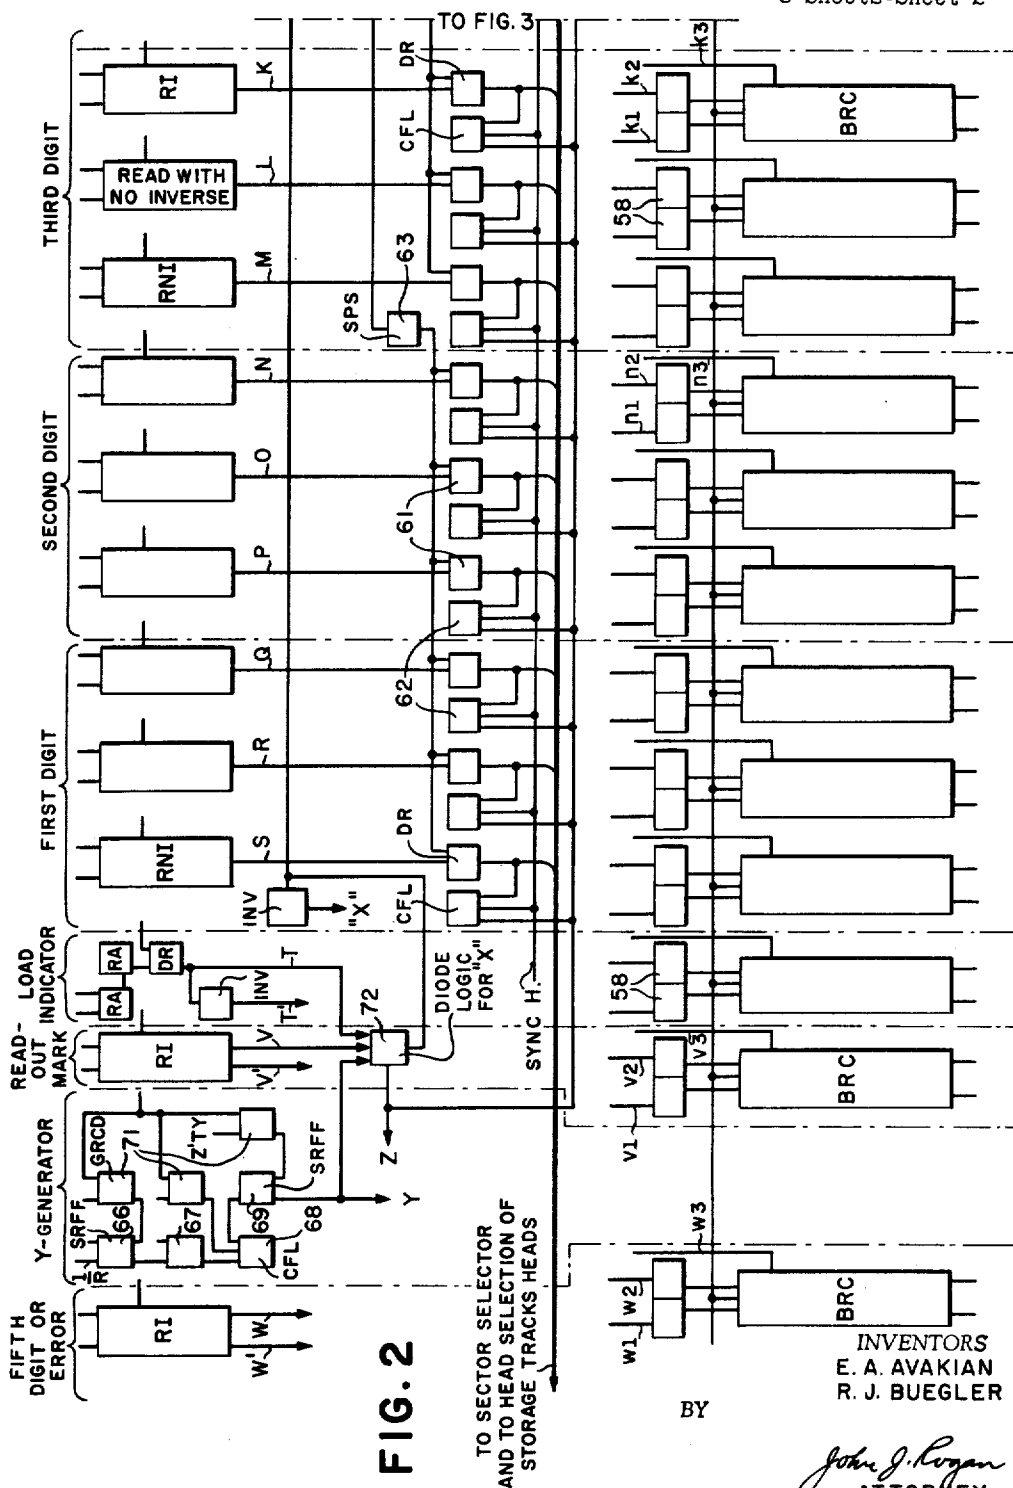 TO FIG. 3
THIRD DIGIT
SECOND DIGIT
FIRST DIGIT
LOAD
INDICATOR
READ-
OUT
MARK
Y-GENERATOR
FIFTH
DIGIT OR
ERROR
RI
READ WITH
NO INVERSE
RNI
RNI
RA
RA
DR
RI
RI
K
L
M
N
O
P
Q
R
S
T
T'
INV
V
V'
W
W'
INV
"X"
DR
CFL
SPS
63
61
62
DR
CFL
72
DIODE
LOGIC
FOR "X"
SYNC H.
Z
Y
GRCD
71
Z'TY
SRFF
66
67
69
68
SRFF
CFL
1
R
k1
k2
k3
BRC
58
n1
n2
n3
58
v1
v2
v3
BRC
w1
w2
w3
BRC
FIG. 2
TO SECTOR SELECTOR
AND TO HEAD SELECTION OF
STORAGE TRACKS HEADS
INVENTORS
E. A. AVAKIAN
R. J. BUEGLER
BY
John J. Rogan